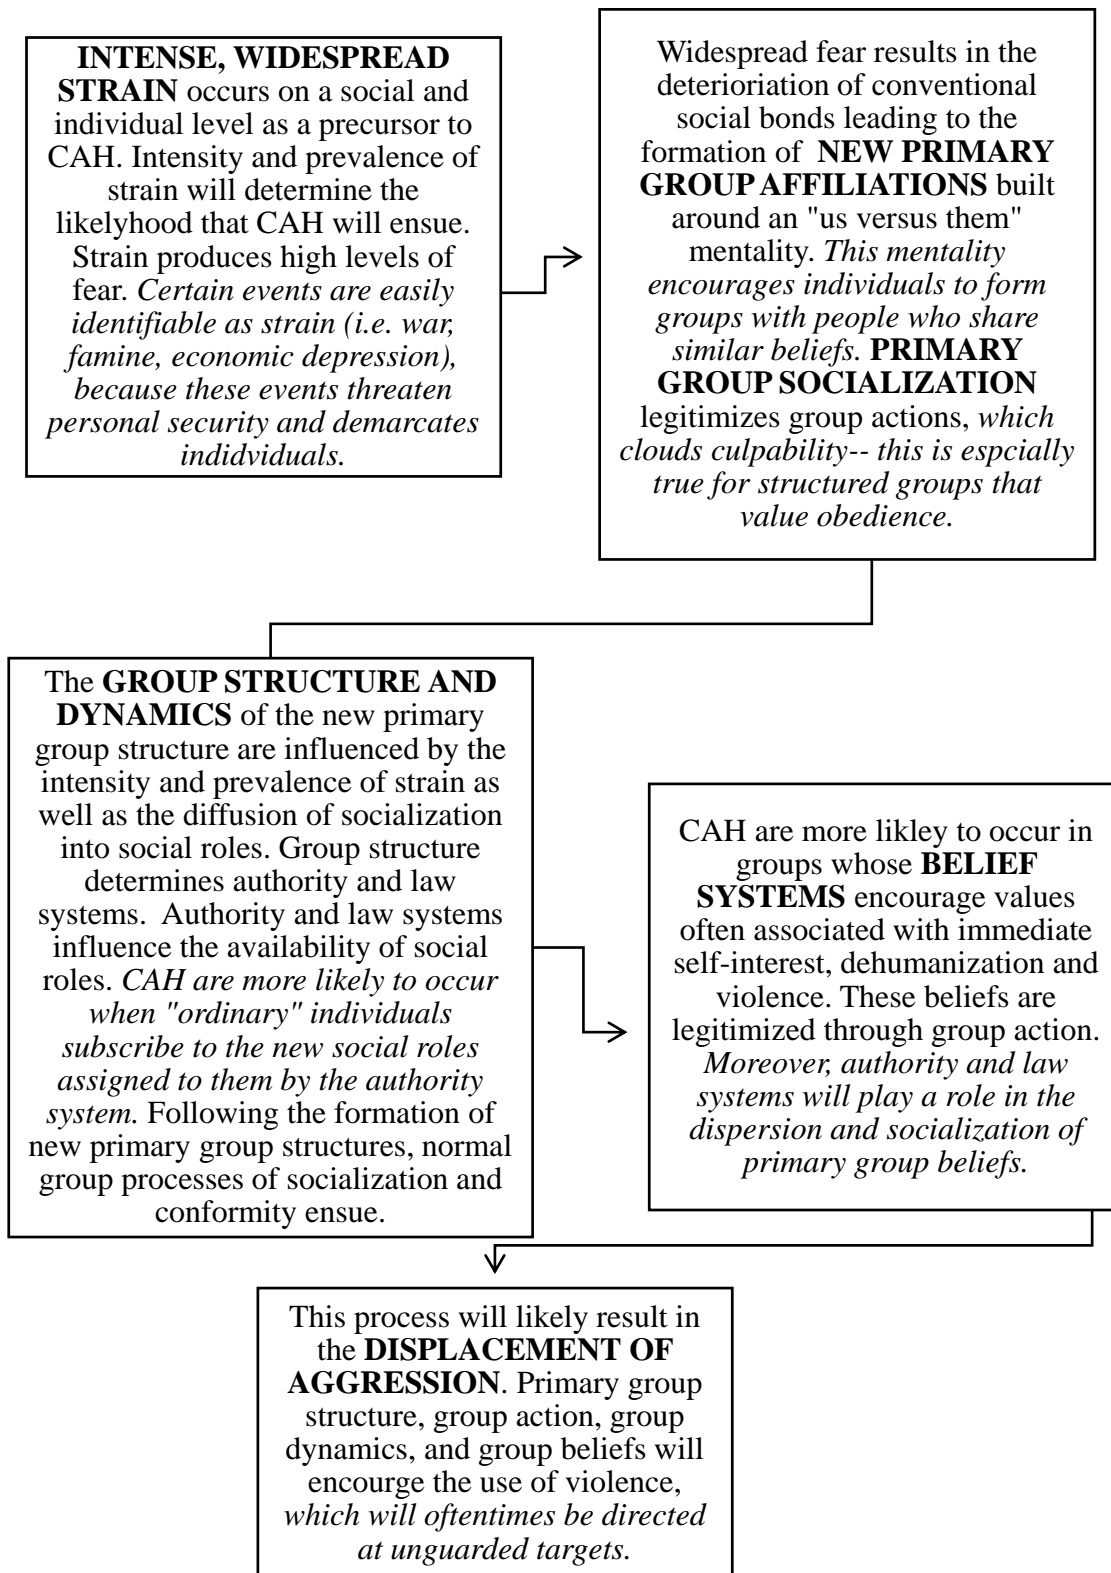 INTENSE, WIDESPREAD
STRAIN occurs on a social and
individual level as a precursor to
CAH. Intensity and prevalence of
strain will determine the
likelyhood that CAH will ensue.
Strain produces high levels of
fear. Certain events are easily
identifiable as strain (i.e. war,
famine, economic depression),
because these events threaten
personal security and demarcates
indidviduals.
Widespread fear results in the
deterioriation of conventional
social bonds leading to the
formation of NEW PRIMARY
GROUP AFFILIATIONS built
around an "us versus them"
mentality. This mentality
encourages individuals to form
groups with people who share
similar beliefs. PRIMARY
GROUP SOCIALIZATION
legitimizes group actions, which
clouds culpability-- this is espcially
true for structured groups that
value obedience.
The GROUP STRUCTURE AND
DYNAMICS of the new primary
group structure are influenced by the
intensity and prevalence of strain as
well as the diffusion of socialization
into social roles. Group structure
determines authority and law
systems. Authority and law systems
influence the availability of social
roles. CAH are more likely to occur
when "ordinary" individuals
subscribe to the new social roles
assigned to them by the authority
system. Following the formation of
new primary group structures, normal
group processes of socialization and
conformity ensue.
CAH are more likley to occur in
groups whose BELIEF
SYSTEMS encourage values
often associated with immediate
self-interest, dehumanization and
violence. These beliefs are
legitimized through group action.
Moreover, authority and law
systems will play a role in the
dispersion and socialization of
primary group beliefs.
This process will likely result in
the DISPLACEMENT OF
AGGRESSION. Primary group
structure, group action, group
dynamics, and group beliefs will
encourge the use of violence,
which will oftentimes be directed
at unguarded targets.